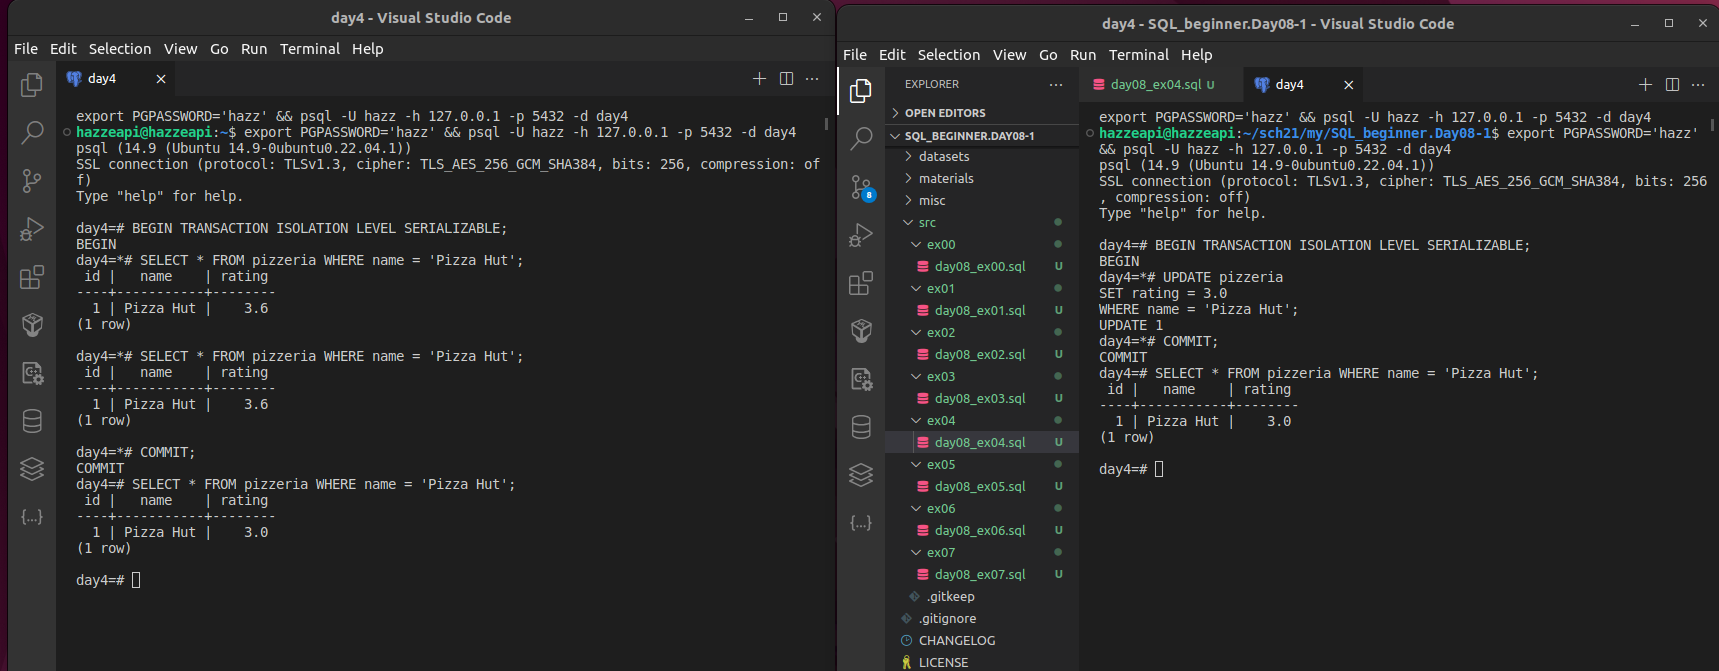 day4 - Visual Studio Code
File Edit Selection View Go Run Terminal Help
day4
export PGPASSWORD='hazz' && psql -U hazz -h 127.0.0.1 -p 5432 -d day4
hazzeapi@hazzeapi:~$ export PGPASSWORD='hazz' && psql -U hazz -h 127.0.0.1 -p 5432 -d day4
psql (14.9 (Ubuntu 14.9-0ubuntu0.22.04.1))
SSL connection (protocol: TLSv1.3, cipher: TLS_AES_256_GCM_SHA384, bits: 256, compression: of
f)
Type "help" for help.
day4=# BEGIN TRANSACTION ISOLATION LEVEL SERIALIZABLE;
BEGIN
day4=*# SELECT * FROM pizzeria WHERE name = 'Pizza Hut';
 id |   name    | rating
----+-----------+--------
  1 | Pizza Hut |    3.6
(1 row)
day4=*# SELECT * FROM pizzeria WHERE name = 'Pizza Hut';
 id |   name    | rating
----+-----------+--------
  1 | Pizza Hut |    3.6
(1 row)
day4=*# COMMIT;
COMMIT
day4=# SELECT * FROM pizzeria WHERE name = 'Pizza Hut';
 id |   name    | rating
----+-----------+--------
  1 | Pizza Hut |    3.0
(1 row)
day4=#
day4 - SQL_beginner.Day08-1 - Visual Studio Code
File Edit Selection View Go Run Terminal Help
8
EXPLORER
OPEN EDITORS
SQL_BEGINNER.DAY08-1
datasets
materials
misc
src
ex00
day08_ex00.sql U
ex01
day08_ex01.sql U
ex02
day08_ex02.sql U
ex03
day08_ex03.sql U
ex04
day08_ex04.sql U
ex05
day08_ex05.sql U
ex06
day08_ex06.sql U
ex07
day08_ex07.sql U
.gitkeep
.gitignore
CHANGELOG
LICENSE
day08_ex04.sql U
day4
export PGPASSWORD='hazz' && psql -U hazz -h 127.0.0.1 -p 5432 -d day4
hazzeapi@hazzeapi:~/sch21/my/SQL_beginner.Day08-1$ export PGPASSWORD='hazz'
&& psql -U hazz -h 127.0.0.1 -p 5432 -d day4
psql (14.9 (Ubuntu 14.9-0ubuntu0.22.04.1))
SSL connection (protocol: TLSv1.3, cipher: TLS_AES_256_GCM_SHA384, bits: 256
, compression: off)
Type "help" for help.
day4=# BEGIN TRANSACTION ISOLATION LEVEL SERIALIZABLE;
BEGIN
day4=*# UPDATE pizzeria
SET rating = 3.0
WHERE name = 'Pizza Hut';
UPDATE 1
day4=*# COMMIT;
COMMIT
day4=# SELECT * FROM pizzeria WHERE name = 'Pizza Hut';
 id |   name    | rating
----+-----------+--------
  1 | Pizza Hut |    3.0
(1 row)
day4=#